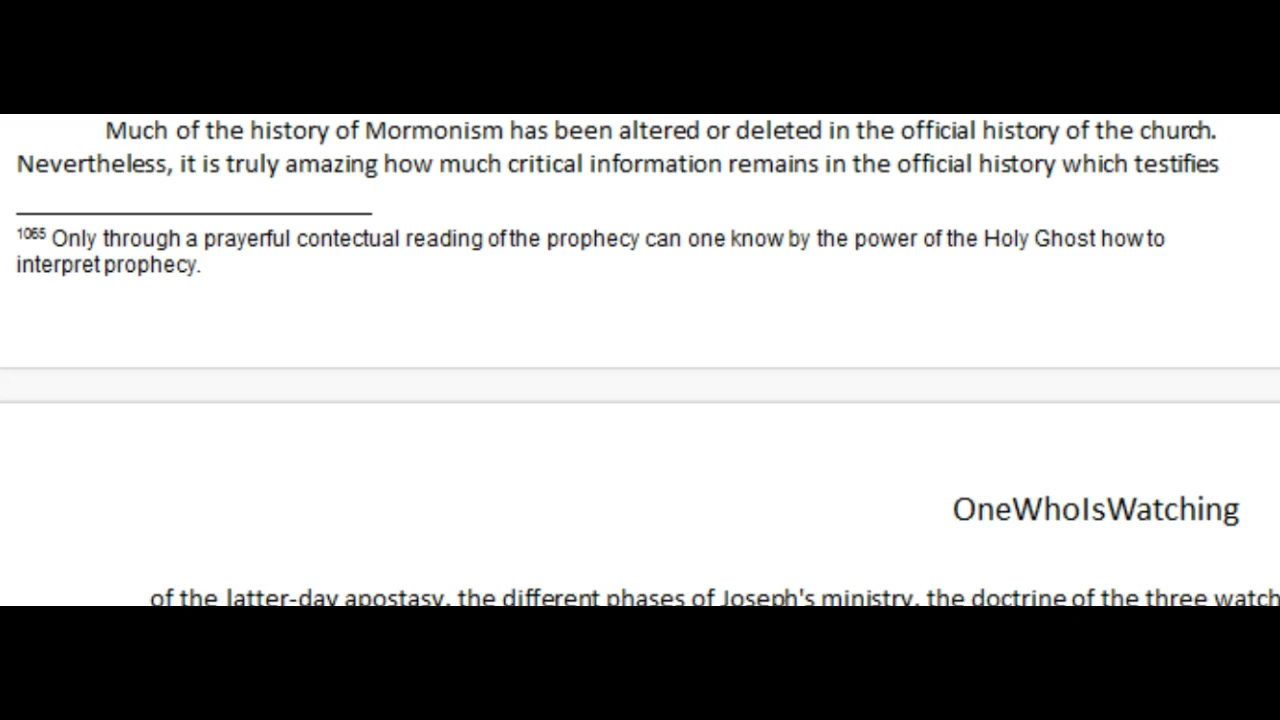 Much of the history of Mormonism has been altered or deleted in the official history of the church.
Nevertheless, it is truly amazing how much critical information remains in the official history which testifies
1065 Only through a prayerful contectual reading of the prophecy can one know by the power of the Holy Ghost how to
interpret prophecy.
OneWhoIsWatching
of the latter-day apostasy, the different phases of Joseph's ministry, the doctrine of the three